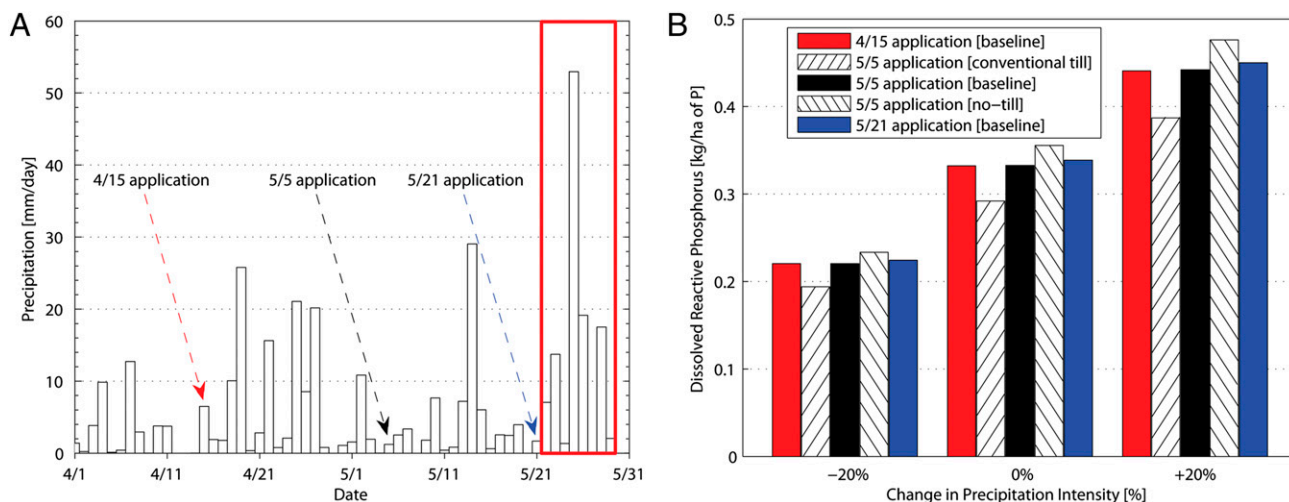 A
Precipitation [mm/day]
60
50
40
30
20
10
0
4/15 application
5/5 application
5/21 application
4/1
4/11
4/21
5/1
5/11
5/21
5/31
Date
B
Dissolved Reactive Phosphorus [kg/ha of P]
0.5
0.4
0.3
0.2
0.1
0
4/15 application [baseline]
5/5 application [conventional till]
5/5 application [baseline]
5/5 application [no−till]
5/21 application [baseline]
−20%
0%
+20%
Change in Precipitation Intensity [%]